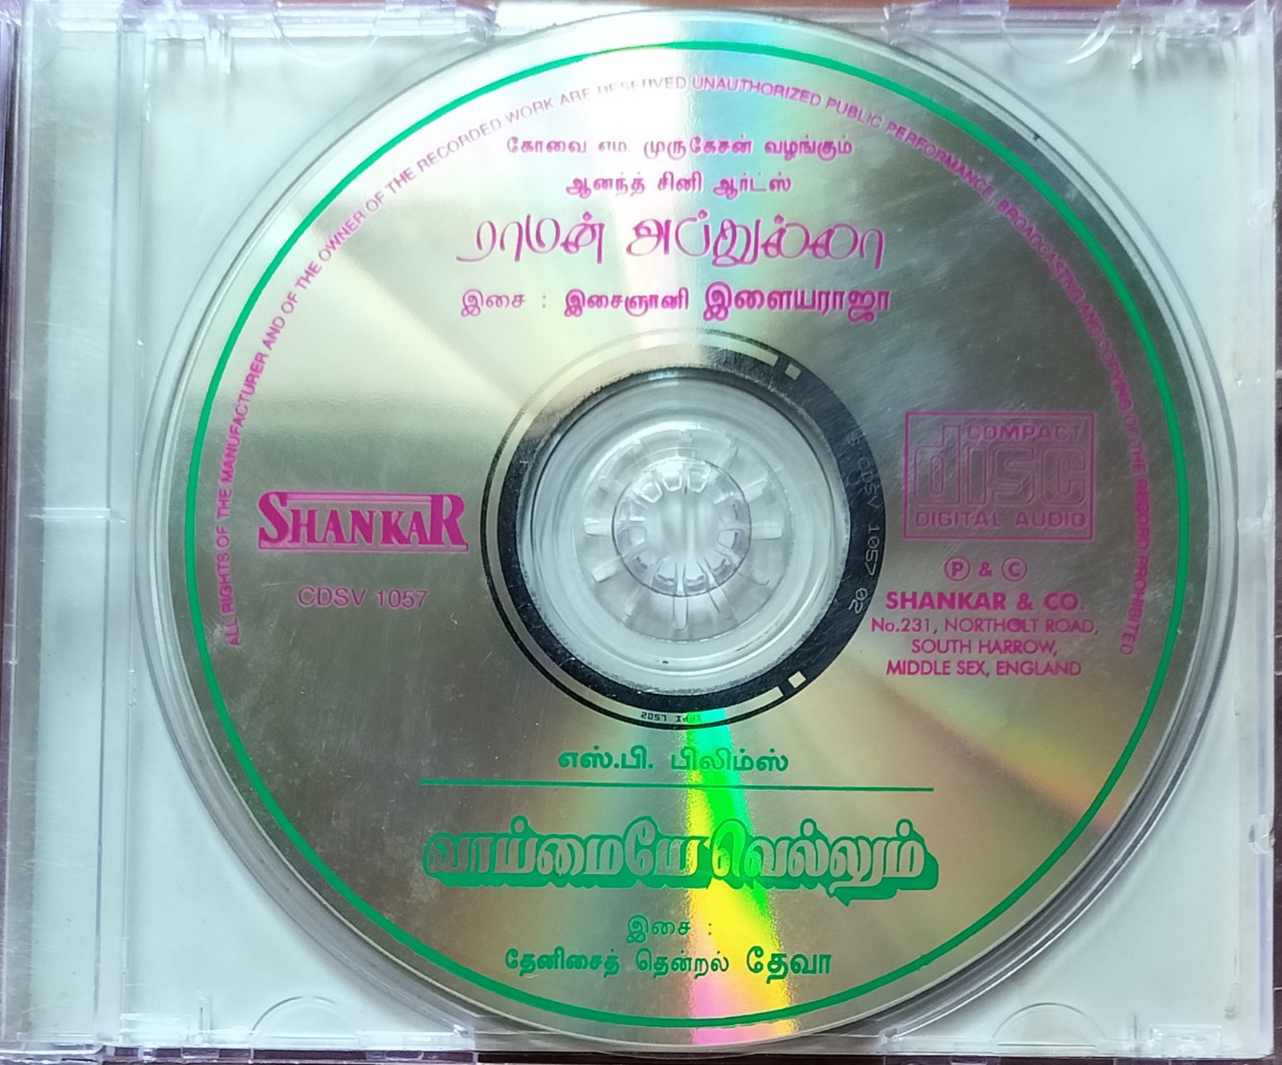 ALL RIGHTS OF THE MANUFACTURER AND OF THE OWNER OF THE RECORDED WORK ARE RESERVED UNAUTHORIZED PUBLIC PERFORMANCE, BROADCASTING AND COPYING OF THE RECORD PROHIBITED
கோவை எம். முருகேசன் வழங்கும்
ஆனந்த் சினி ஆர்ட்ஸ்
ராமன் அப்துல்லா
இசை : இசைஞானி இளையராஜா
SHANKAR
CDSV 1057
COMPACT
disc
DIGITAL AUDIO
Ⓟ & Ⓒ
SHANKAR & CO.
No.231, NORTHOLT ROAD,
SOUTH HARROW,
MIDDLE SEX, ENGLAND
CDSV 1057 02
எஸ்.பி. பிலிம்ஸ்
வாய்மையே வெல்லும்
இசை :
தேனிசைத் தென்றல் தேவா